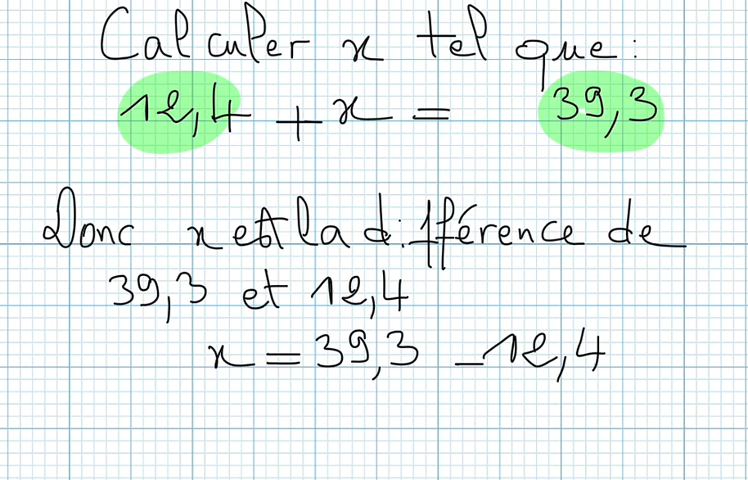 Calculer x tel que :
12,4 + x = 39,3
Donc x est la différence de
39,3 et 12,4
x = 39,3 - 12,4